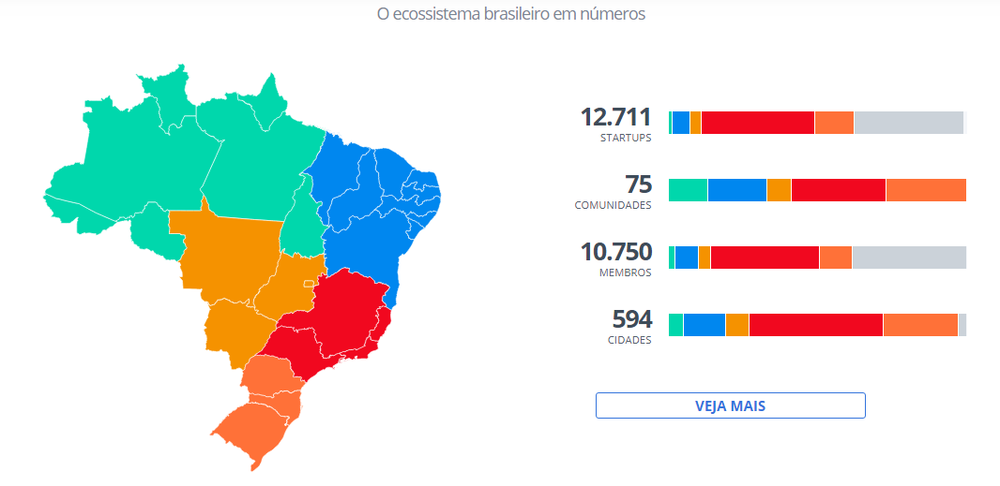 O ecossistema brasileiro em números
12.711
STARTUPS
75
COMUNIDADES
10.750
MEMBROS
594
CIDADES
VEJA MAIS